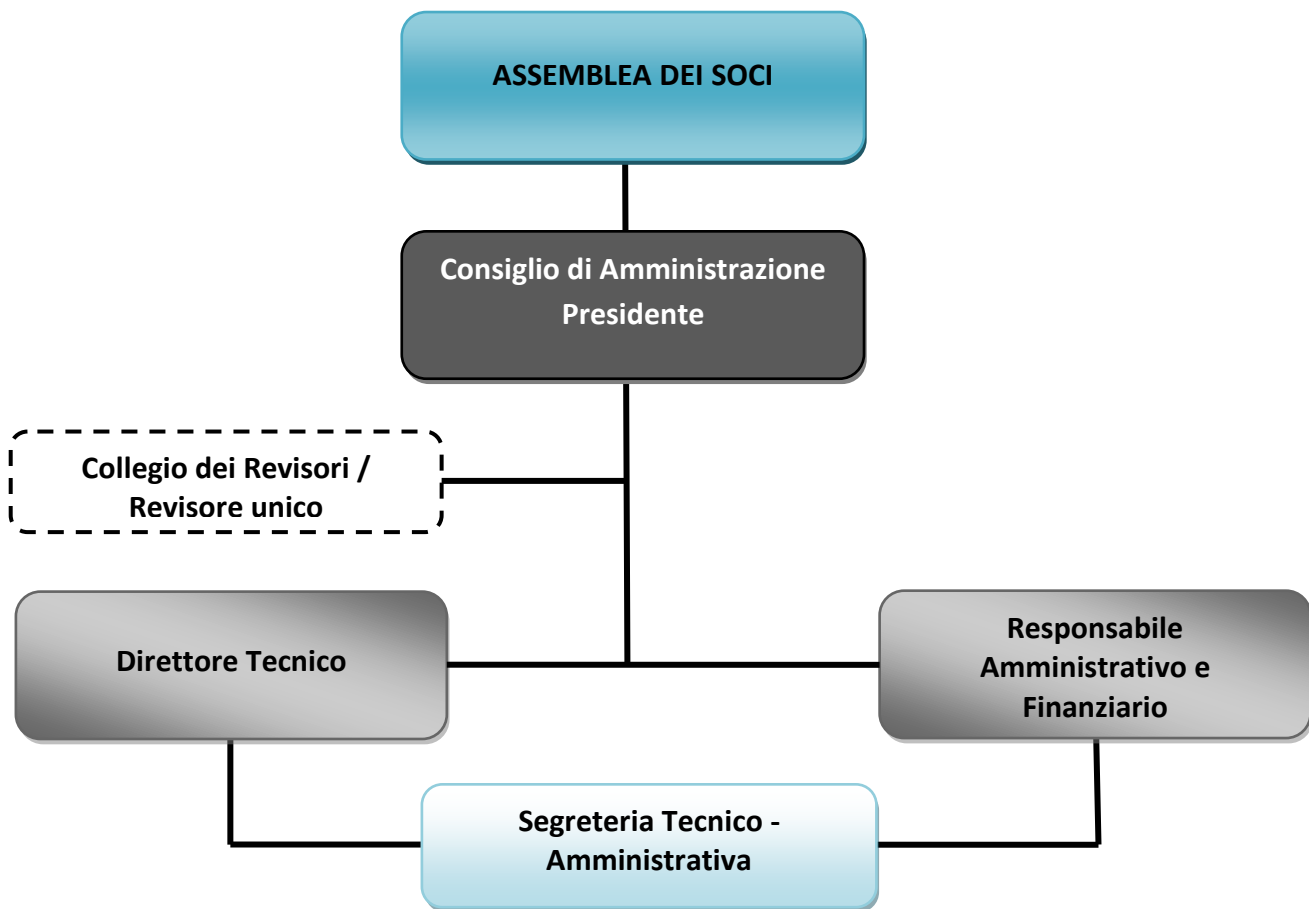 ASSEMBLEA DEI SOCI
Consiglio di Amministrazione
Presidente
Collegio dei Revisori /
Revisore unico
Direttore Tecnico
Responsabile
Amministrativo e
Finanziario
Segreteria Tecnico -
Amministrativa